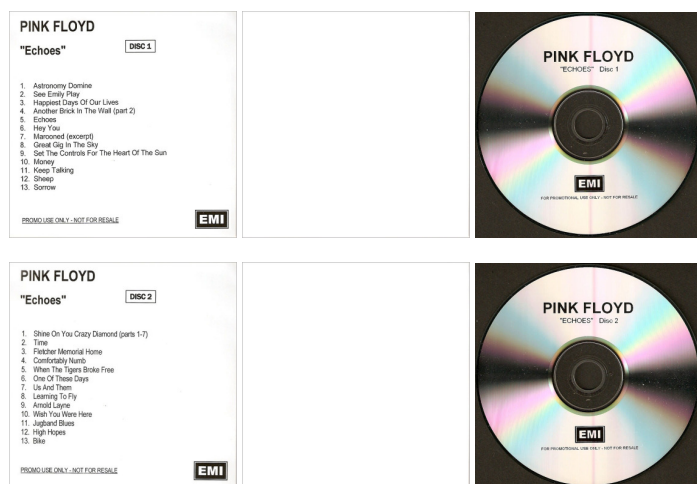 PINK FLOYD
"Echoes" DISC 1
1. Astronomy Domine
2. See Emily Play
3. Happiest Days Of Our Lives
4. Another Brick In The Wall (part 2)
5. Echoes
6. Hey You
7. Marooned (excerpt)
8. Great Gig In The Sky
9. Set The Controls For The Heart Of The Sun
10. Money
11. Keep Talking
12. Sheep
13. Sorrow
PROMO USE ONLY - NOT FOR RESALE EMI
PINK FLOYD
"ECHOES" Disc 1
EMI
FOR PROMOTIONAL USE ONLY - NOT FOR RESALE
PINK FLOYD
"Echoes" DISC 2
1. Shine On You Crazy Diamond (parts 1-7)
2. Time
3. Fletcher Memorial Home
4. Comfortably Numb
5. When The Tigers Broke Free
6. One Of These Days
7. Us And Them
8. Learning To Fly
9. Arnold Layne
10. Wish You Were Here
11. Jugband Blues
12. High Hopes
13. Bike
PROMO USE ONLY - NOT FOR RESALE EMI
PINK FLOYD
"ECHOES" Disc 2
EMI
FOR PROMOTIONAL USE ONLY - NOT FOR RESALE